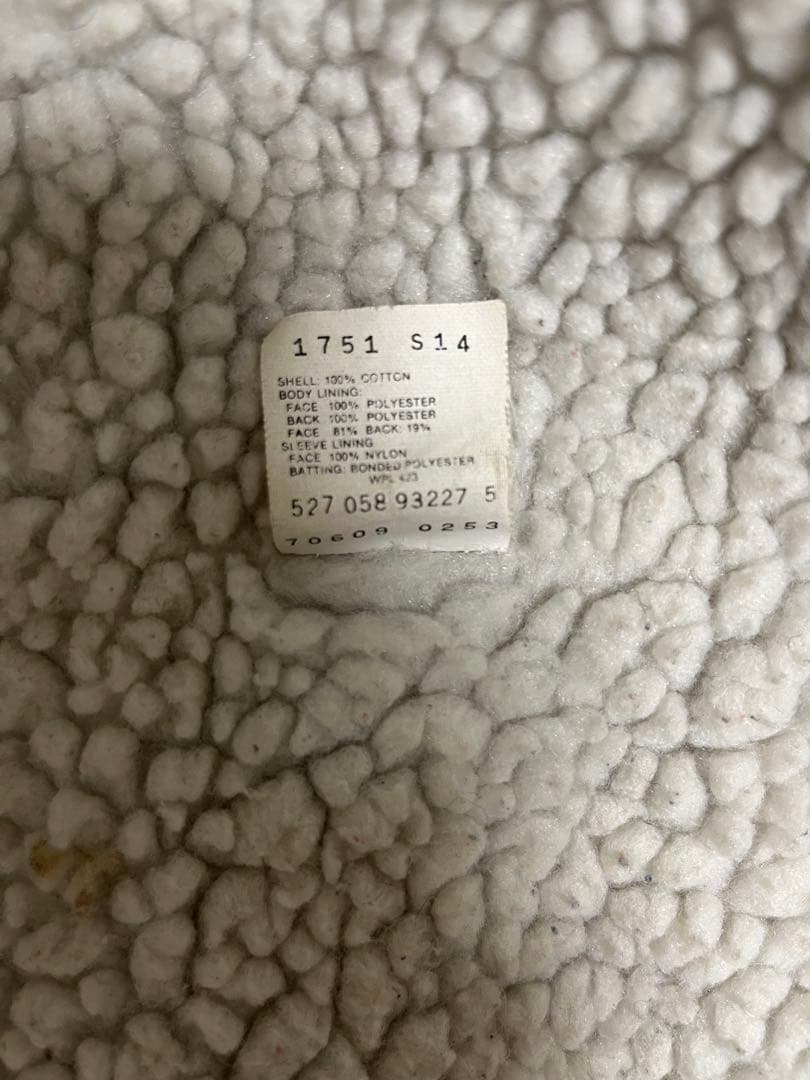 1751 S14
SHELL: 100% COTTON
BODY LINING:
FACE 100% POLYESTER
BACK 100% POLYESTER
FACE 81% BACK: 19%
SLEEVE LINING
FACE 100% NYLON
BATTING: BONDED POLYESTER
WPL 423
527 058 93227 5
70609 0253